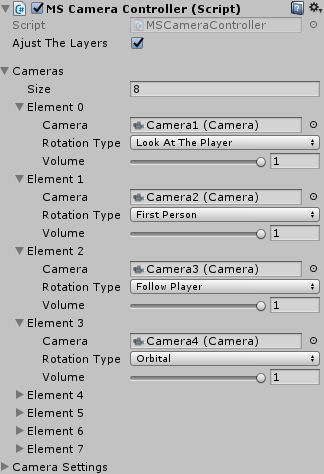 MS Camera Controller (Script)
Script MSCameraController
Ajust The Layers
Cameras
Size 8
Element 0
Camera Camera1 (Camera)
Rotation Type Look At The Player
Volume 1
Element 1
Camera Camera2 (Camera)
Rotation Type First Person
Volume 1
Element 2
Camera Camera3 (Camera)
Rotation Type Follow Player
Volume 1
Element 3
Camera Camera4 (Camera)
Rotation Type Orbital
Volume 1
Element 4
Element 5
Element 6
Element 7
Camera Settings